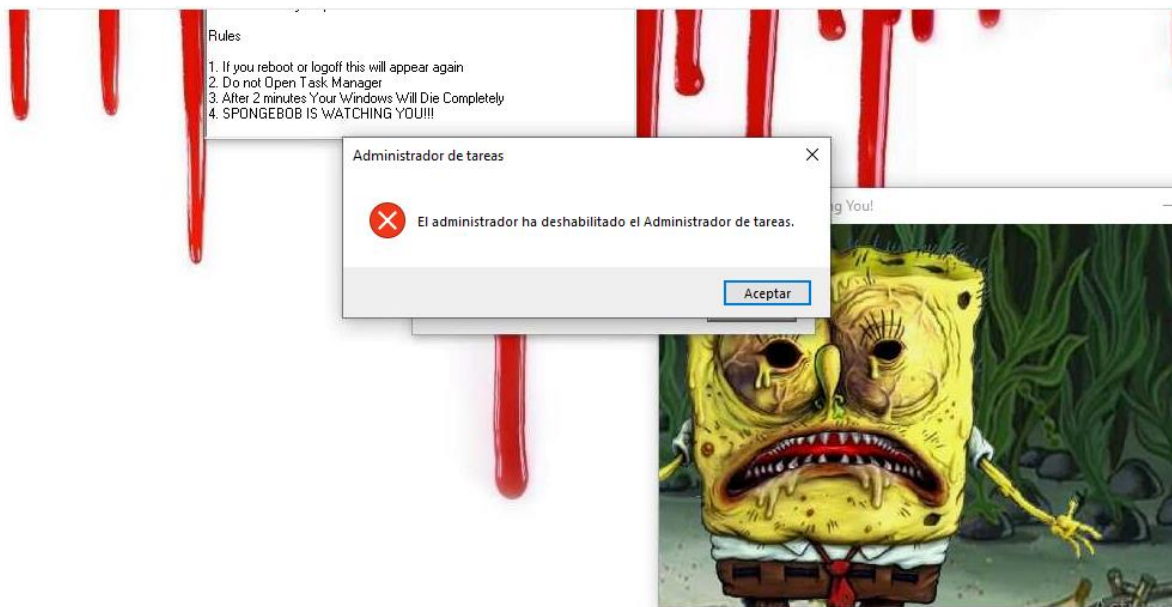 Rules
1. If you reboot or logoff this will appear again
2. Do not Open Task Manager
3. After 2 minutes Your Windows Will Die Completely
4. SPONGEBOB IS WATCHING YOU!!!
Administrador de tareas
El administrador ha deshabilitado el Administrador de tareas.
Aceptar
You!